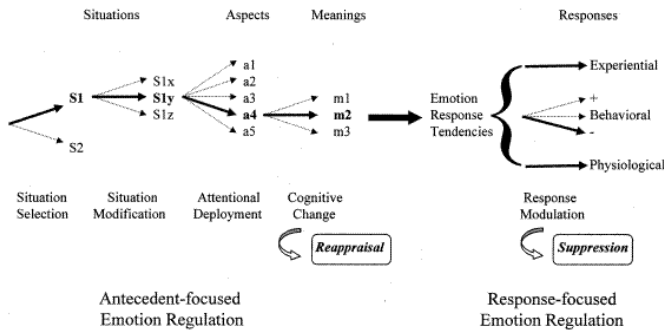 Situations Aspects Meanings Responses
a1
Experiential
S1x a2
S1 S1y a3 m1 Emotion +
S1z a4 m2 Response Behavioral
a5 m3 Tendencies -
S2
Physiological
Situation Situation Attentional Cognitive Response
Selection Modification Deployment Change Modulation
Reappraisal Suppression
Antecedent-focused Response-focused
Emotion Regulation Emotion Regulation